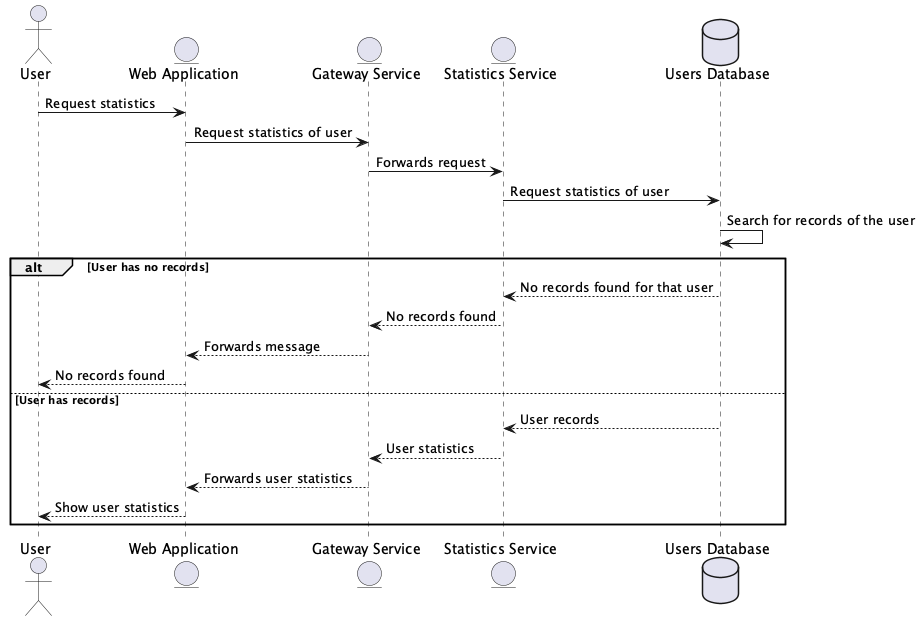 User
Web Application
Gateway Service
Statistics Service
Users Database
Request statistics
Request statistics of user
Forwards request
Request statistics of user
Search for records of the user
alt
[User has no records]
No records found for that user
No records found
Forwards message
No records found
[User has records]
User records
User statistics
Forwards user statistics
Show user statistics
User
Web Application
Gateway Service
Statistics Service
Users Database